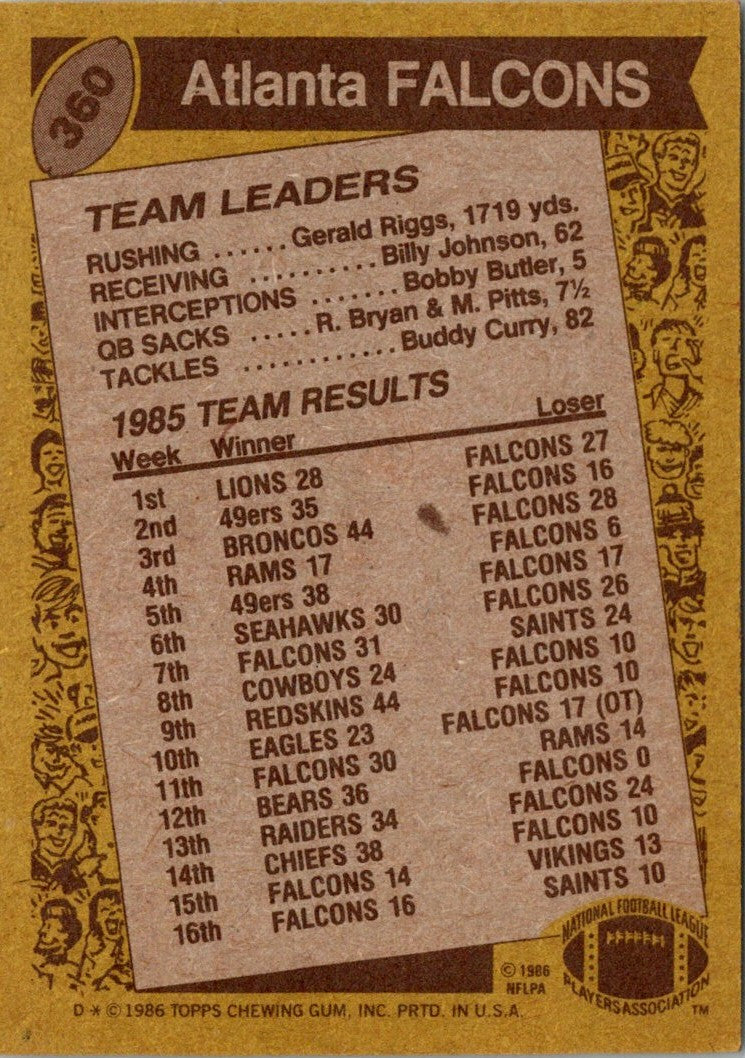 360
Atlanta FALCONS
TEAM LEADERS
RUSHING ......Gerald Riggs, 1719 yds.
RECEIVING ..........Billy Johnson, 62
INTERCEPTIONS .......Bobby Butler, 5
QB SACKS .....R. Bryan & M. Pitts, 7½
TACKLES ............Buddy Curry, 82
1985 TEAM RESULTS
Week Winner Loser
1st LIONS 28 FALCONS 27
2nd 49ers 35 FALCONS 16
3rd BRONCOS 44 FALCONS 28
4th RAMS 17 FALCONS 6
5th 49ers 38 FALCONS 17
6th SEAHAWKS 30 FALCONS 26
7th FALCONS 31 SAINTS 24
8th COWBOYS 24 FALCONS 10
9th REDSKINS 44 FALCONS 10
10th EAGLES 23 FALCONS 17 (OT)
11th FALCONS 30 RAMS 14
12th BEARS 36 FALCONS 0
13th RAIDERS 34 FALCONS 24
14th CHIEFS 38 FALCONS 10
15th FALCONS 14 VIKINGS 13
16th FALCONS 16 SAINTS 10
© 1986
NFLPA
NATIONAL FOOTBALL LEAGUE
PLAYERS ASSOCIATION
TM
D * © 1986 TOPPS CHEWING GUM, INC. PRTD. IN U.S.A.